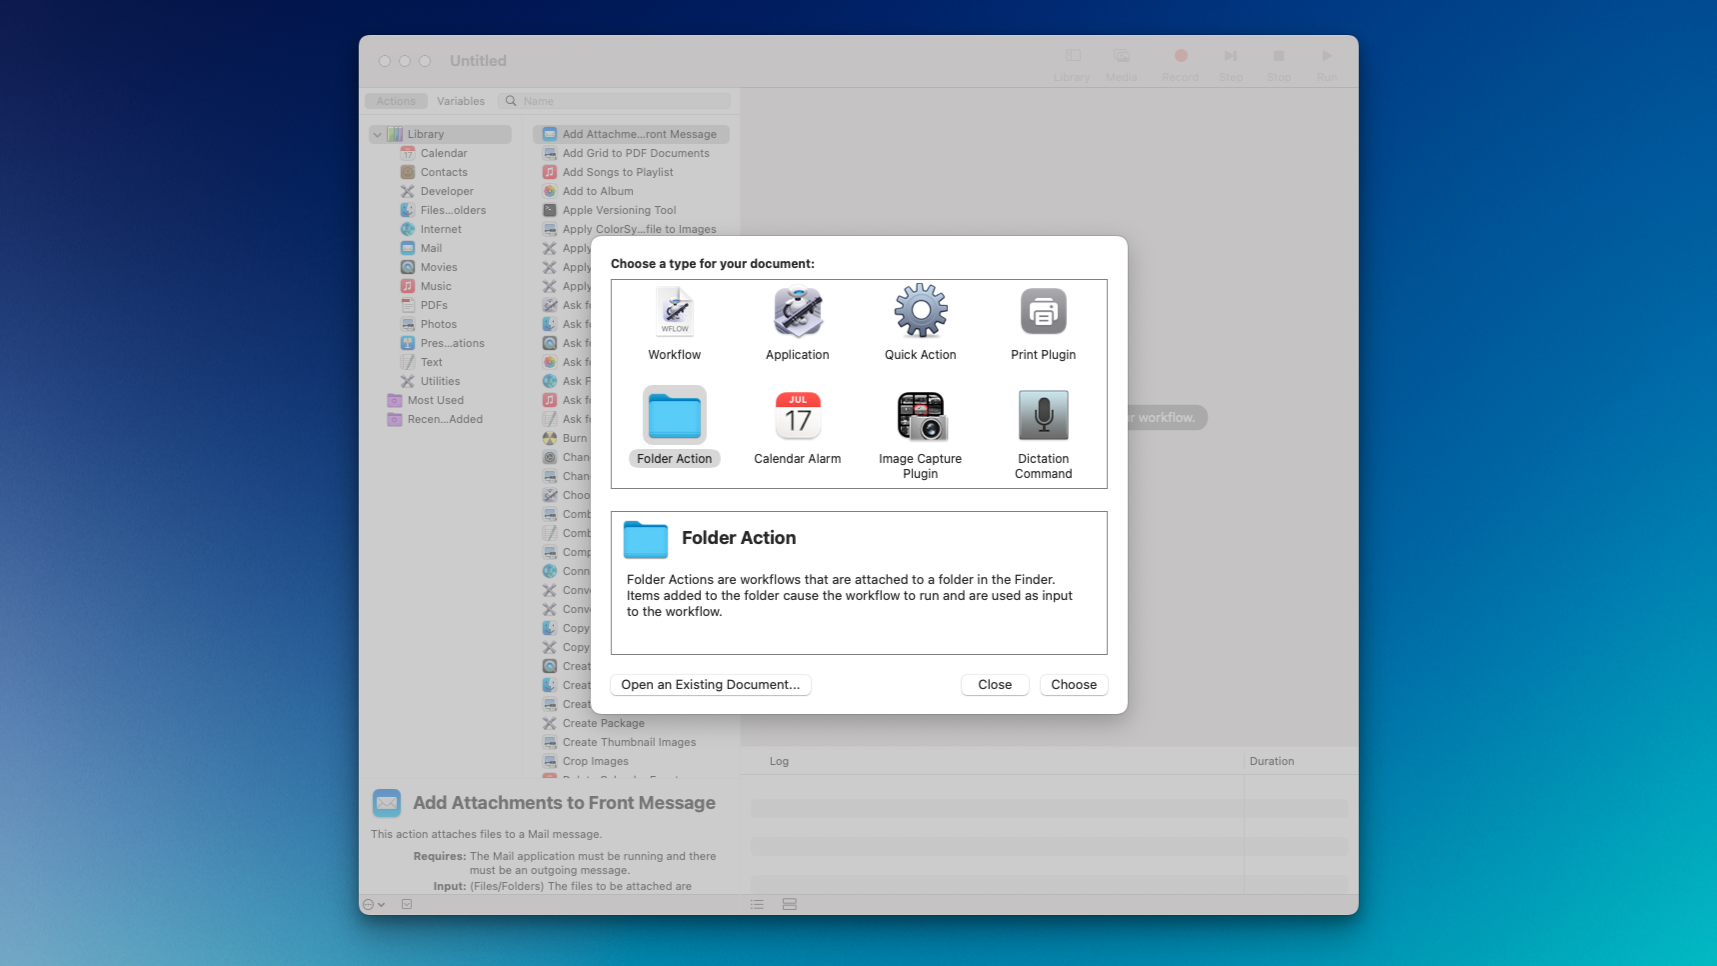 Untitled
Library
Media
Record
Step
Stop
Run
Actions
Variables
Name
Library
Calendar
Contacts
Developer
Files...olders
Internet
Mail
Movies
Music
PDFs
Photos
Pres...ations
Text
Utilities
Most Used
Recen...Added
Add Attachme...ront Message
Add Grid to PDF Documents
Add Songs to Playlist
Add to Album
Apple Versioning Tool
Apply ColorSy...file to Images
Apply
Apply
Apply
Ask f
Ask f
Ask f
Ask f
Ask F
Ask f
Ask f
Burn
Chan
Chan
Choo
Comb
Comb
Comp
Conn
Conv
Conv
Copy
Copy
Creat
Creat
Creat
Create Package
Create Thumbnail Images
Crop Images
Choose a type for your document:
WFLOW
Workflow
Application
Quick Action
Print Plugin
Folder Action
JUL
17
Calendar Alarm
Image Capture
Plugin
Dictation
Command
r workflow.
Folder Action
Folder Actions are workflows that are attached to a folder in the Finder.
Items added to the folder cause the workflow to run and are used as input
to the workflow.
Open an Existing Document...
Close
Choose
Log
Duration
Add Attachments to Front Message
This action attaches files to a Mail message.
Requires: The Mail application must be running and there
must be an outgoing message.
Input: (Files/Folders) The files to be attached are